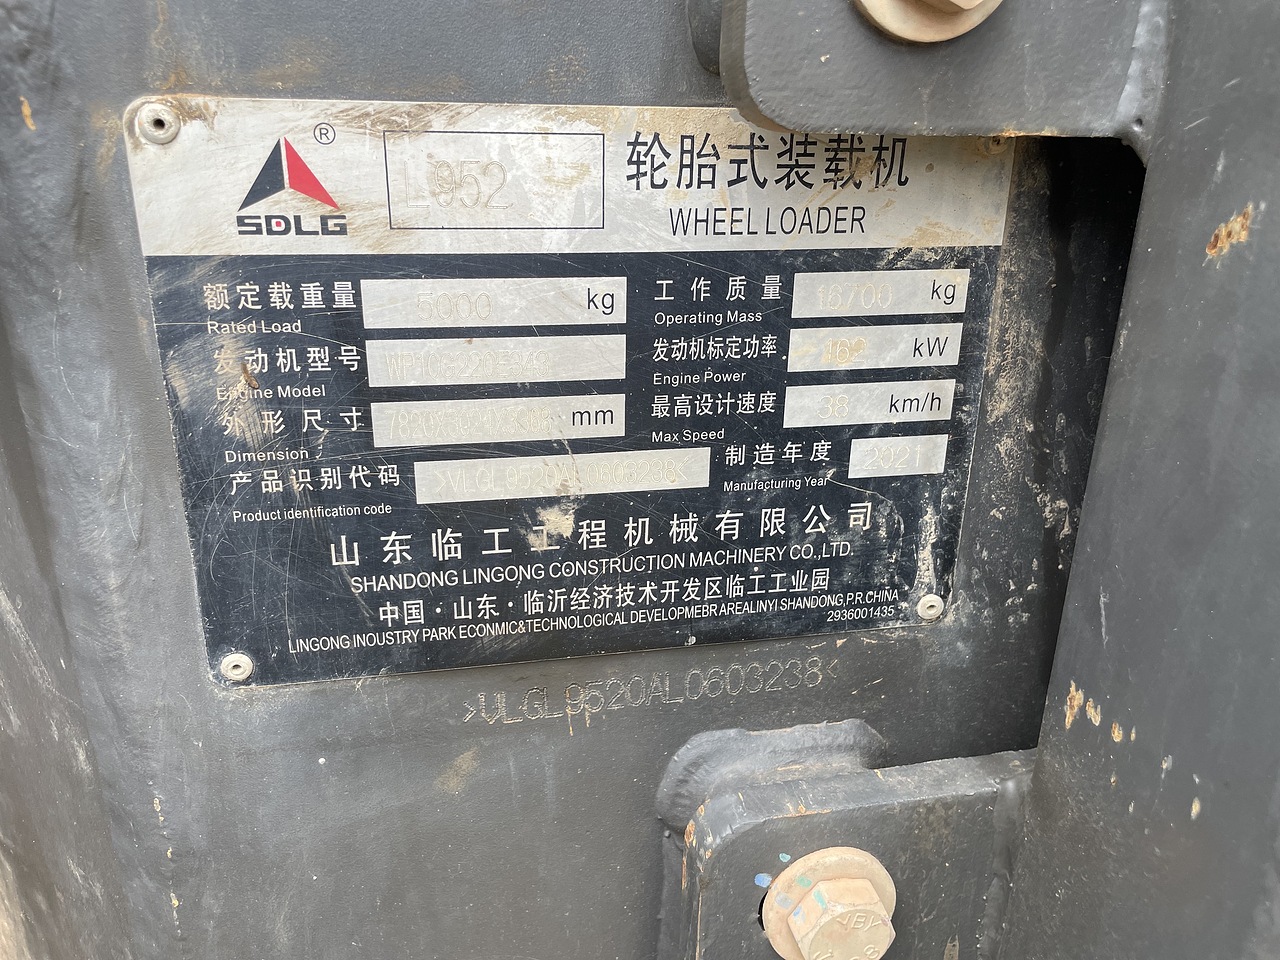 ®
SDLG
L952
轮胎式装载机
WHEEL LOADER
额定载重量 5000 kg
Rated Load
工作质量 16700 kg
Operating Mass
发动机型号
Engine Model
发动机标定功率 162 kW
Engine Power
外形尺寸 mm
Dimension
最高设计速度 38 km/h
Max Speed
产品识别代码 >VLGL9520AL0603238<
Product identification code
制造年度 2021
Manufacturing Year
山东临工工程机械有限公司
SHANDONG LINGONG CONSTRUCTION MACHINERY CO.,LTD.
中国·山东·临沂经济技术开发区临工工业园
LINGONG INOUSTRY PARK ECONMIC&TECHNOLOGICAL DEVELOPMEBR AREALINYI SHANDONG,P.R.CHINA
2936001435
>VLGL9520AL0603238<